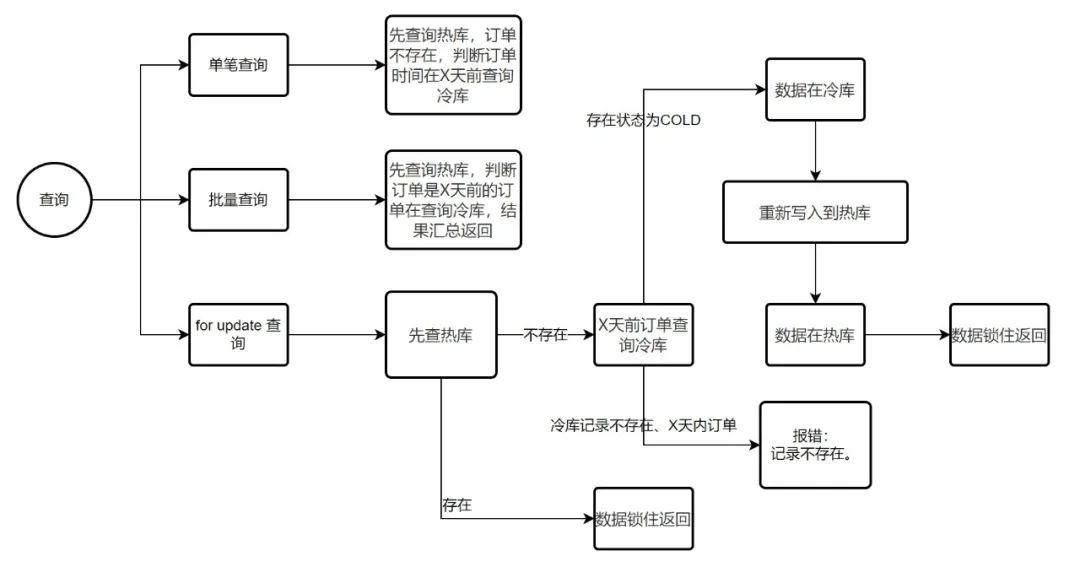 查询
单笔查询
先查询热库，订单
不存在，判断订单
时间在X天前查询
冷库
批量查询
先查询热库，判断
订单是X天前的订
单在查询冷库，结
果汇总返回
for update 查
询
先查热库
不存在
X天前订单查
询冷库
存在状态为COLD
数据在冷库
重新写入到热库
数据在热库
数据锁住返回
冷库记录不存在、X天内订单
报错：
记录不存在。
存在
数据锁住返回